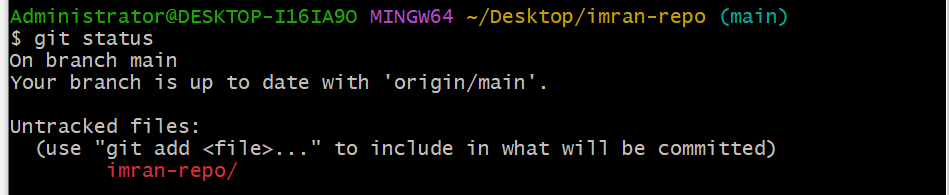 Administrator@DESKTOP-I16IA9O MINGW64 ~/Desktop/imran-repo (main)
$ git status
On branch main
Your branch is up to date with 'origin/main'.
Untracked files:
(use "git add <file>..." to include in what will be committed)
imran-repo/